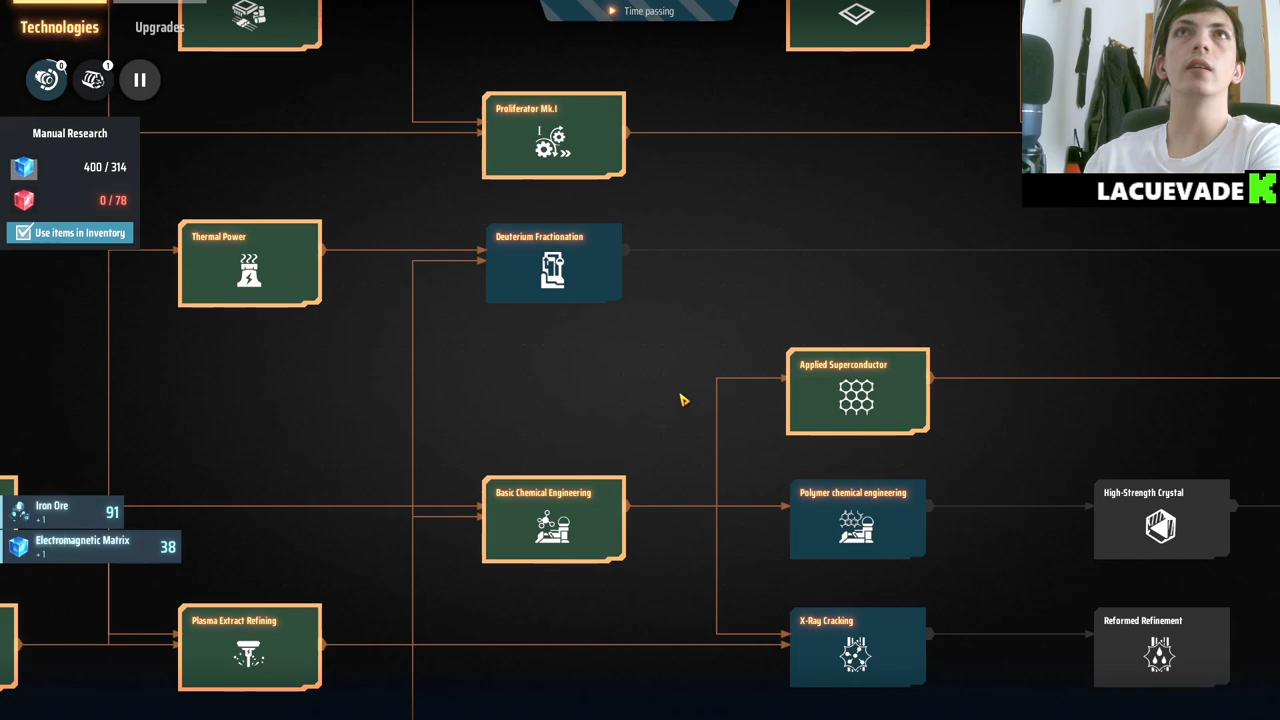 Technologies
Upgrades
Time passing
0
1
Manual Research
400 / 314
0 / 78
Use items in Inventory
LACUEVADE K
Proliferator Mk.I
I
Thermal Power
Deuterium Fractionation
Applied Superconductor
Iron Ore
+1
91
Electromagnetic Matrix
+1
38
Basic Chemical Engineering
Polymer chemical engineering
High-Strength Crystal
Plasma Extract Refining
X-Ray Cracking
Reformed Refinement